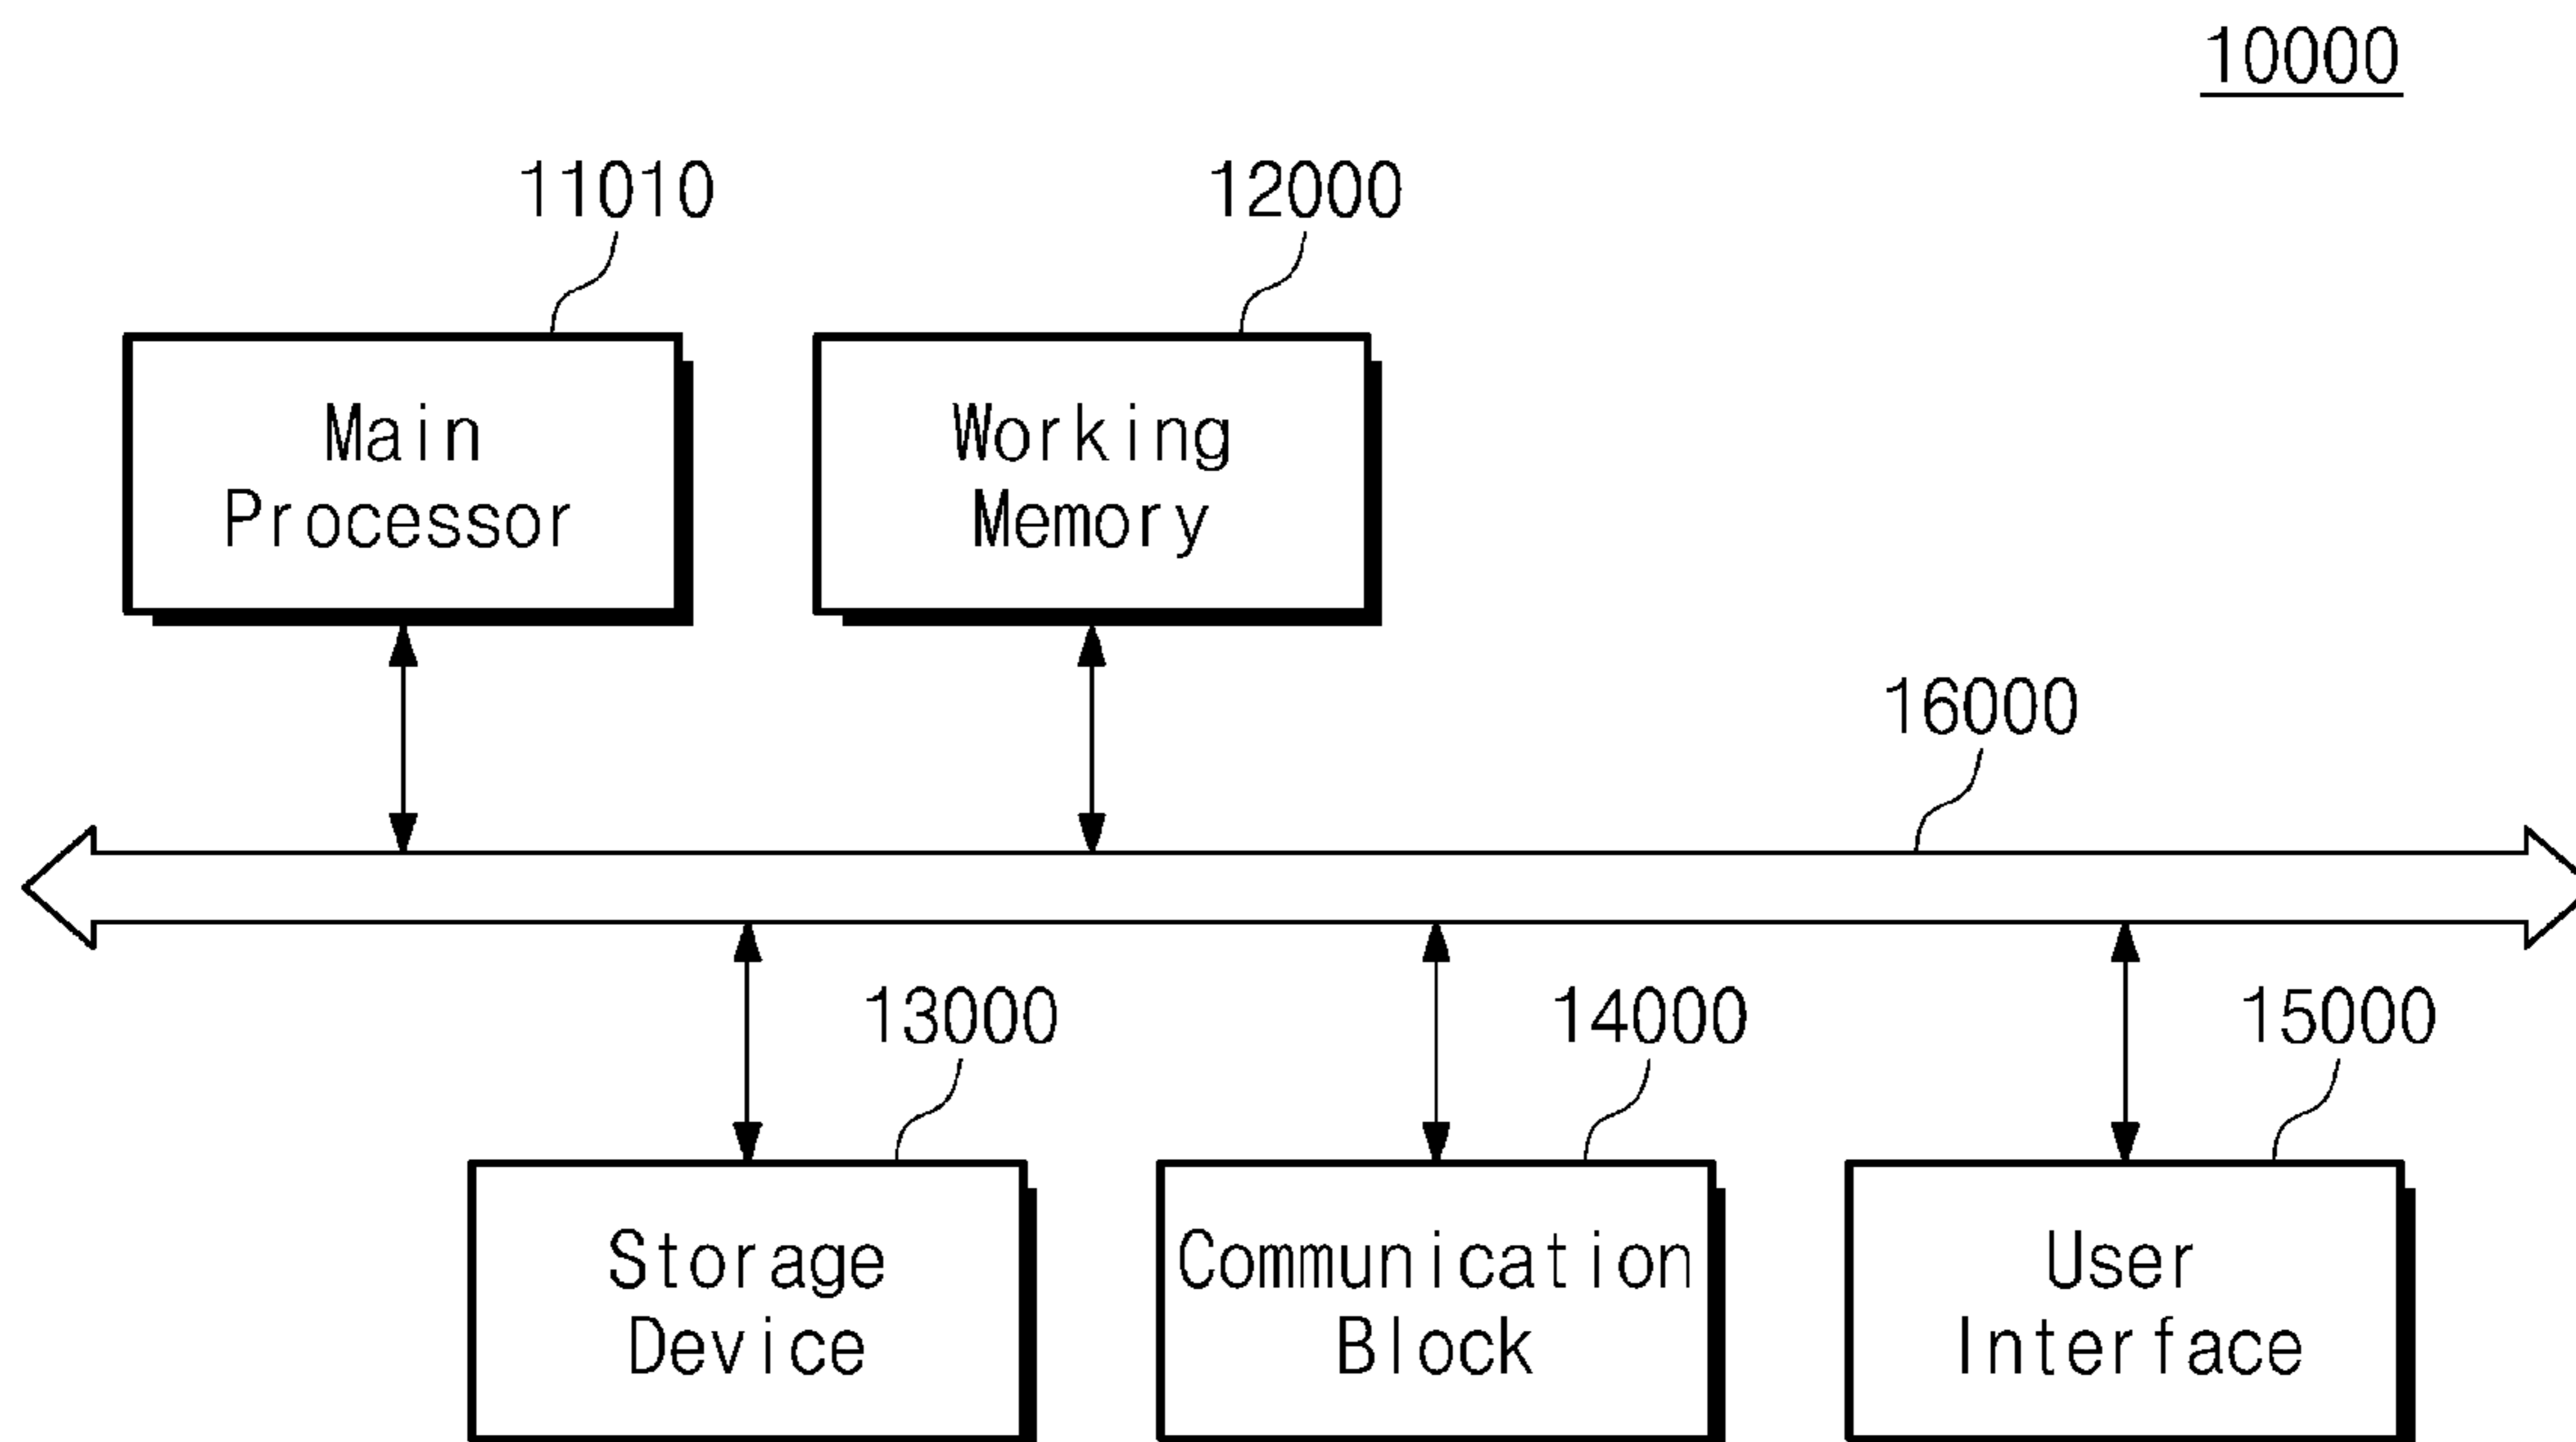 10000
11010
12000
Main
Processor
Working
Memory
16000
13000
14000
15000
Storage
Device
Communication
Block
User
Interface